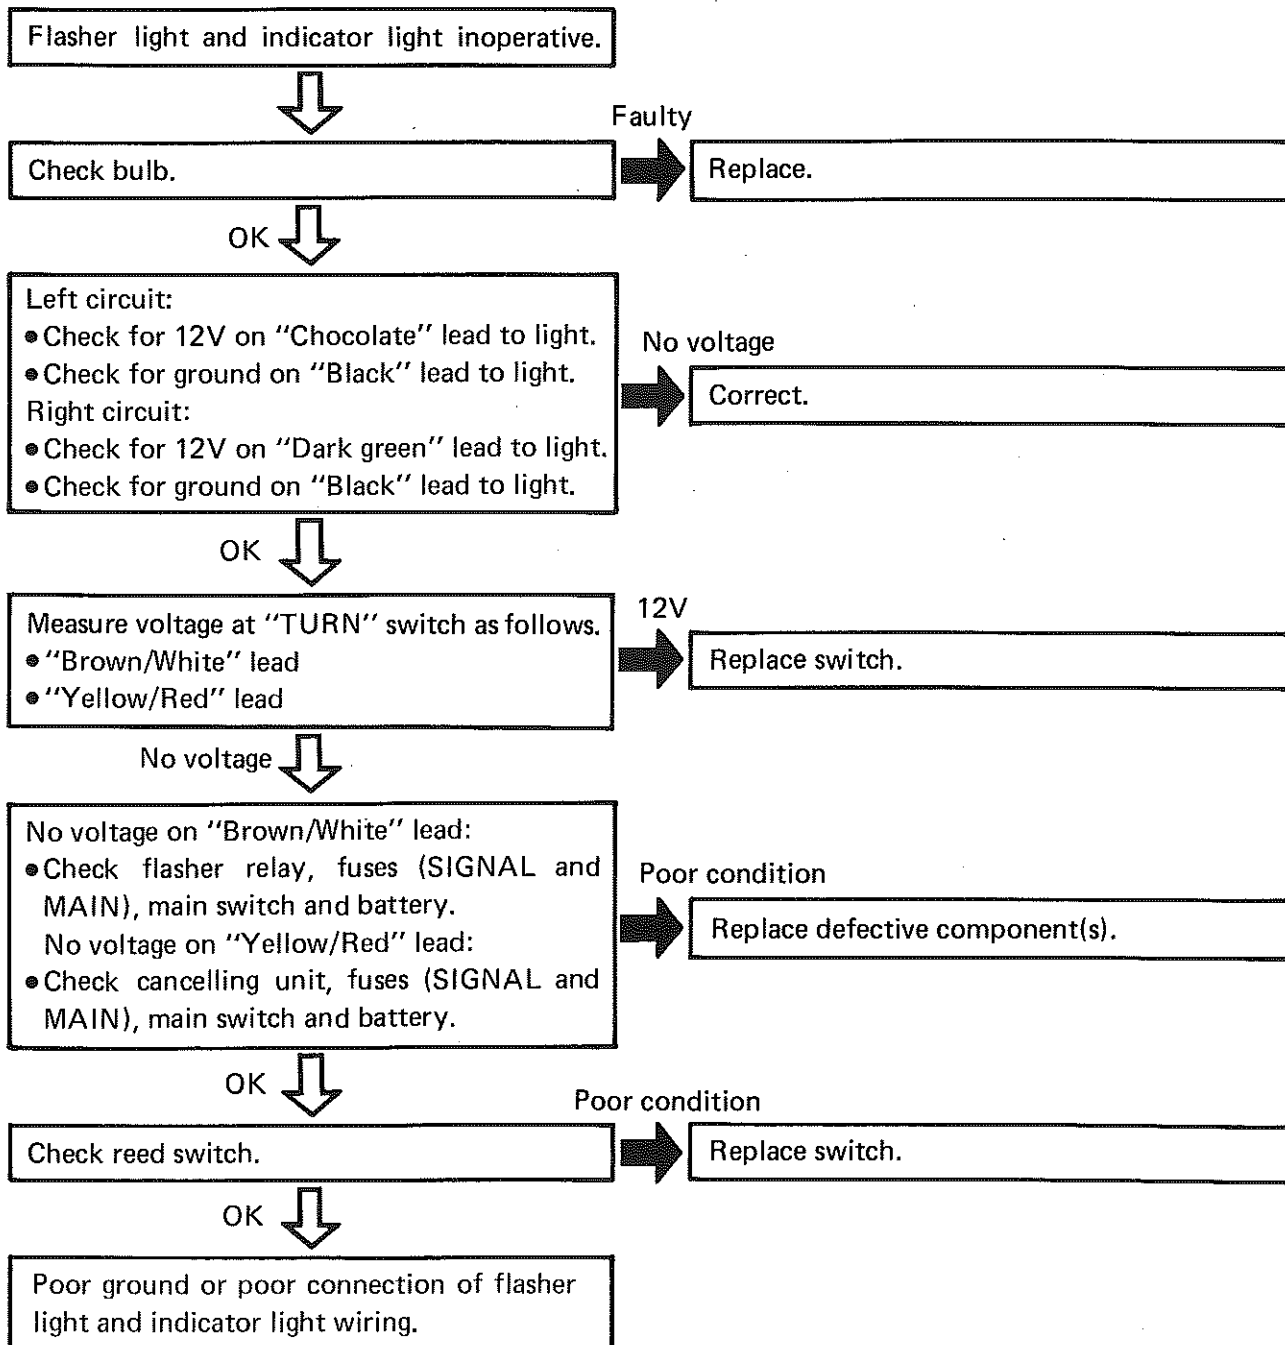 Flasher light and indicator light inoperative.
Faulty
Check bulb.
Replace.
OK
Left circuit:
●Check for 12V on "Chocolate" lead to light.
●Check for ground on "Black" lead to light.
Right circuit:
●Check for 12V on "Dark green" lead to light.
●Check for ground on "Black" lead to light.
No voltage
Correct.
OK
Measure voltage at "TURN" switch as follows.
●"Brown/White" lead
●"Yellow/Red" lead
12V
Replace switch.
No voltage
No voltage on "Brown/White" lead:
●Check flasher relay, fuses (SIGNAL and
MAIN), main switch and battery.
No voltage on "Yellow/Red" lead:
●Check cancelling unit, fuses (SIGNAL and
MAIN), main switch and battery.
Poor condition
Replace defective component(s).
OK
Poor condition
Check reed switch.
Replace switch.
OK
Poor ground or poor connection of flasher
light and indicator light wiring.